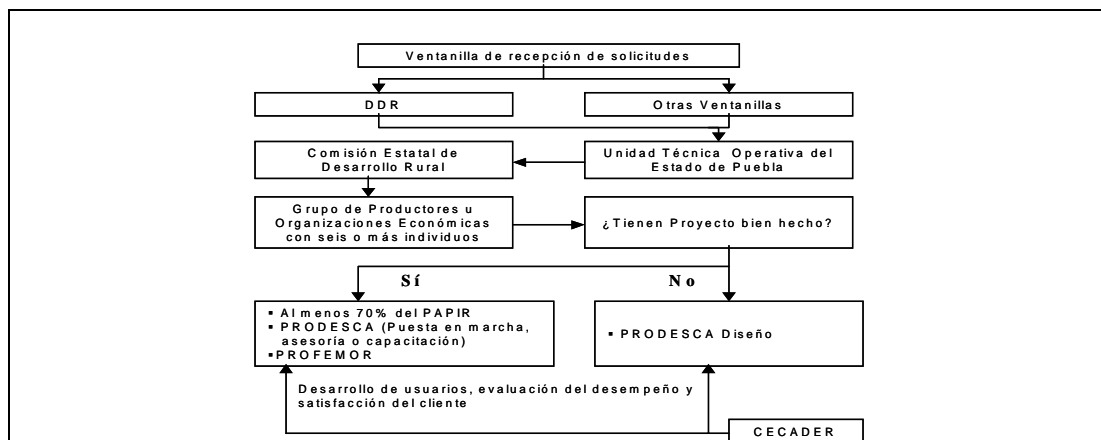 Ventanilla de recepción de solicitudes
DDR
Otras Ventanillas
Comisión Estatal de
Desarrollo Rural
Unidad Técnica Operativa del
Estado de Puebla
Grupo de Productores u
Organizaciones Económicas
con seis o más individuos
¿Tienen Proyecto bien hecho?
Sí
No
▪ Al menos 70% del PAPIR
▪ PRODESCA (Puesta en marcha,
asesoría o capacitación)
▪PROFEMOR
▪ PRODESCA Diseño
Desarrollo de usuarios, evaluación del desempeño y
satisfacción del cliente
CECADER